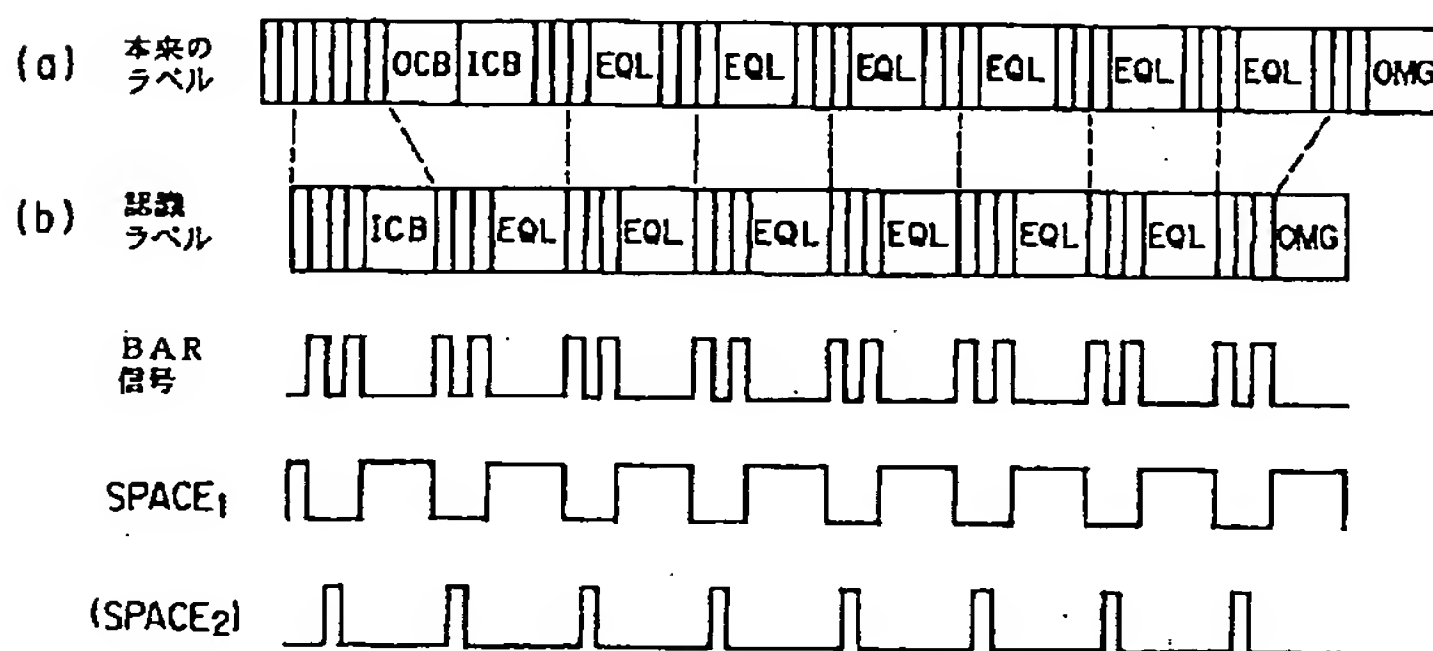 (a) 本来の
ラベル
OCB ICB EQL EQL EQL EQL EQL EQL OMG
(b) 認識
ラベル
ICB EQL EQL EQL EQL EQL EQL OMG
BAR
信号
SPACE1
(SPACE2)